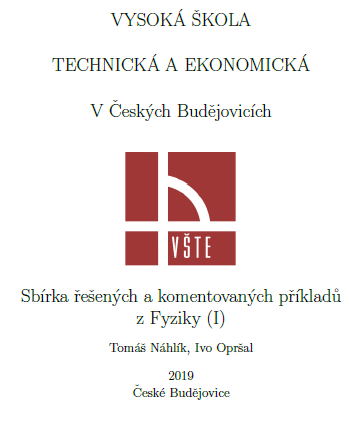 VYSOKÁ ŠKOLA
TECHNICKÁ A EKONOMICKÁ
V Českých Budějovicích
VŠTE
Sbírka řešených a komentovaných příkladů
z Fyziky (I)
Tomáš Náhlík, Ivo Opršal
2019
České Budějovice